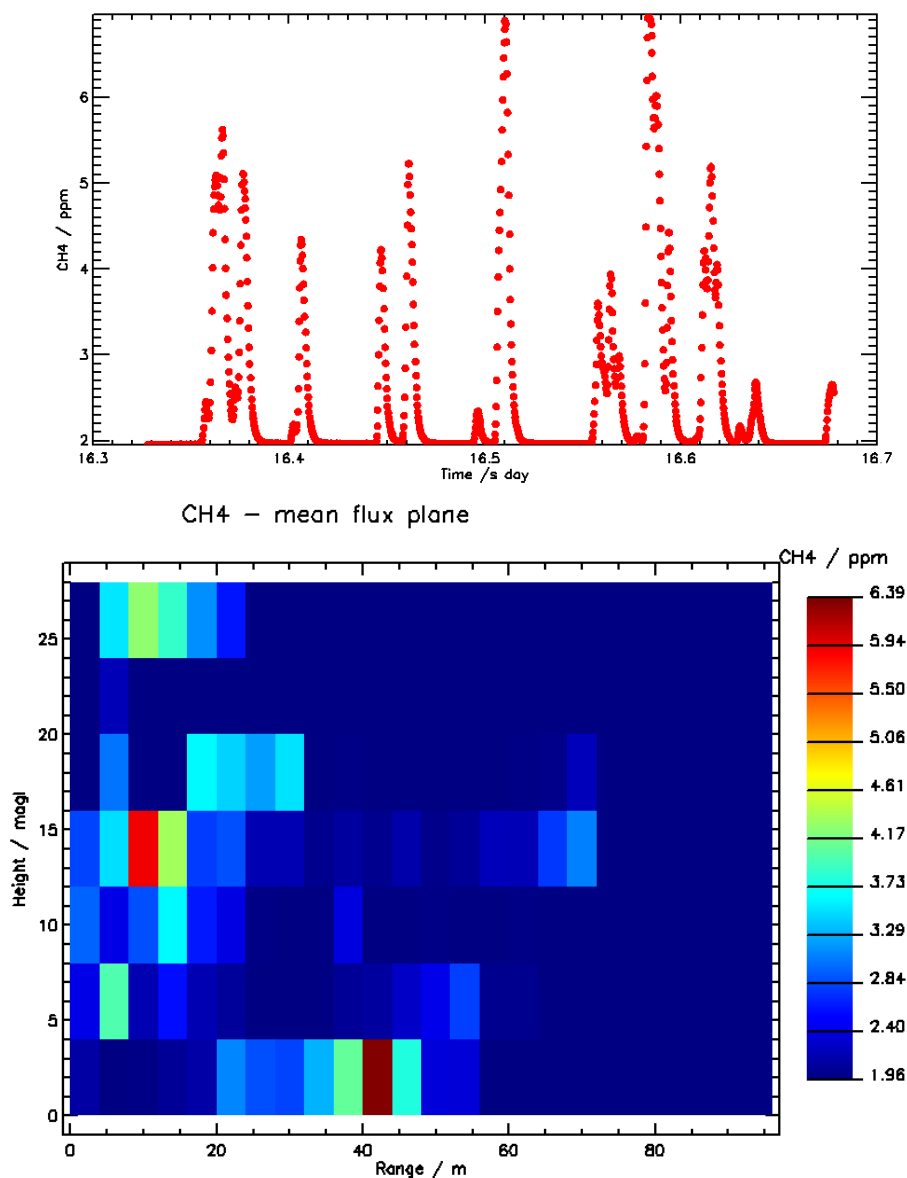 6
5
4
3
2
CH4 / ppm
16.3 16.4 16.5 16.6 16.7
Time /s day
CH4 – mean flux plane
CH4 / ppm
25
20
15
10
5
0
Height / magl
0 20 40 60 80
Range / m
6.39
5.94
5.50
5.06
4.61
4.17
3.73
3.29
2.84
2.40
1.96